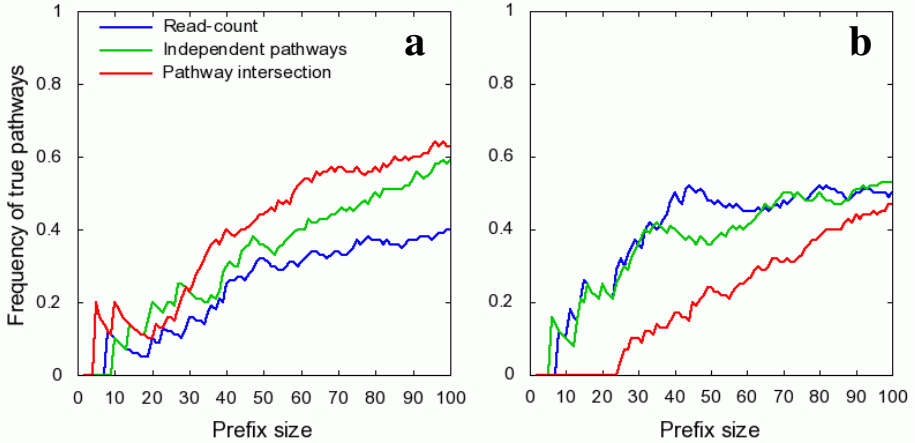 Frequency of true pathways
1
0.8
0.6
0.4
0.2
0
Read-count
Independent pathways
Pathway intersection
a
0 10 20 30 40 50 60 70 80 90 100
Prefix size
1
0.8
0.6
0.4
0.2
0
b
0 10 20 30 40 50 60 70 80 90 100
Prefix size